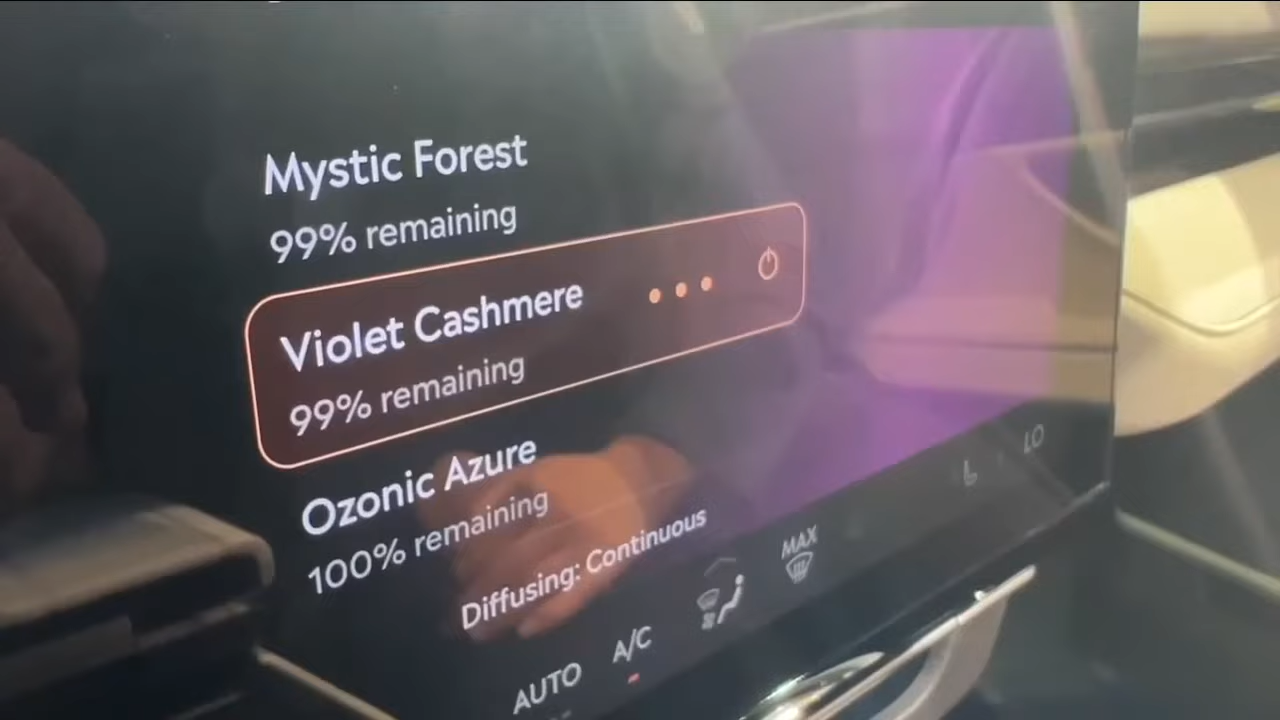 Mystic Forest
99% remaining
Violet Cashmere
99% remaining
Ozonic Azure
100% remaining
Diffusing: Continuous
AUTO
A/C
MAX
LO